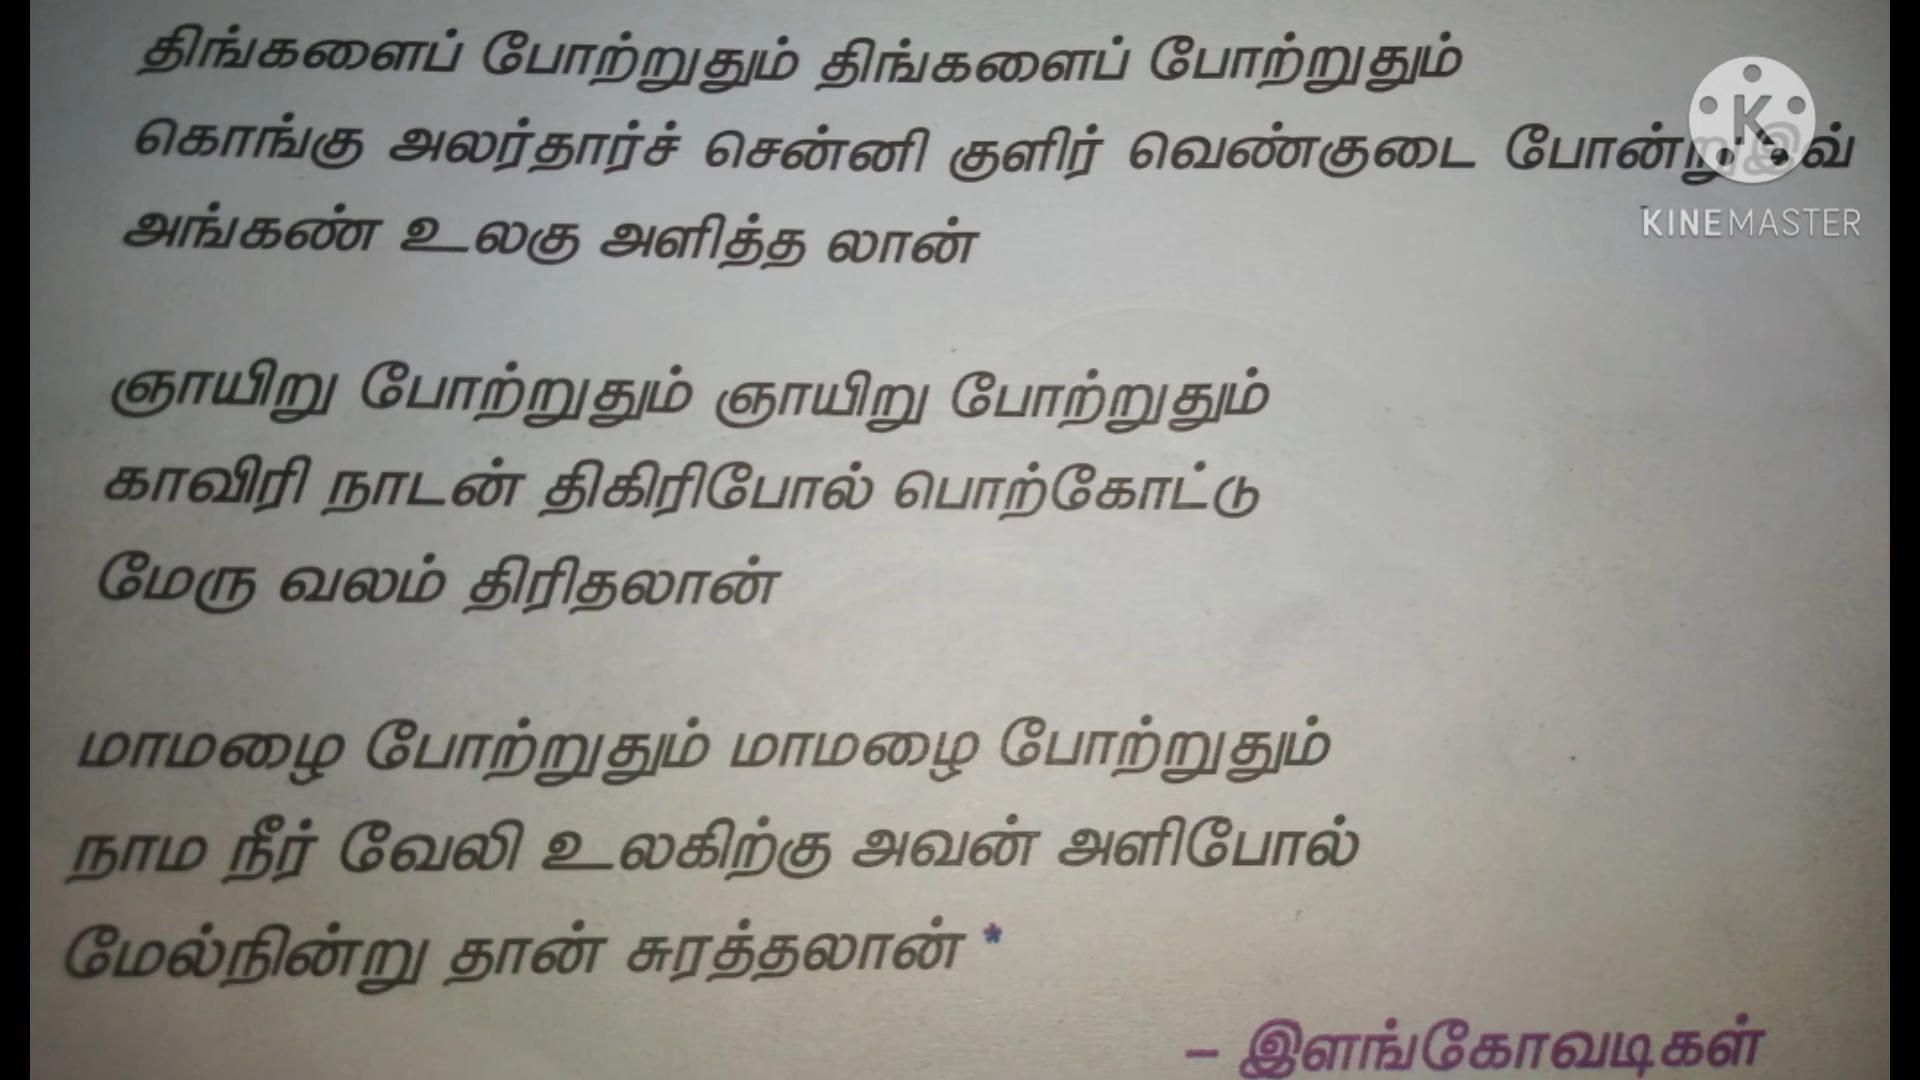 திங்களைப் போற்றுதும் திங்களைப் போற்றுதும்
கொங்கு அலர்தார்ச் சென்னி குளிர் வெண்குடை போன்றுஇவ்
அங்கண் உலகு அளித்த லான்
ஞாயிறு போற்றுதும் ஞாயிறு போற்றுதும்
காவிரி நாடன் திகிரிபோல் பொற்கோட்டு
மேரு வலம் திரிதலான்
மாமழை போற்றுதும் மாமழை போற்றுதும்
நாம நீர் வேலி உலகிற்கு அவன் அளிபோல்
மேல்நின்று தான் சுரத்தலான் *
– இளங்கோவடிகள்
K
KINEMASTER